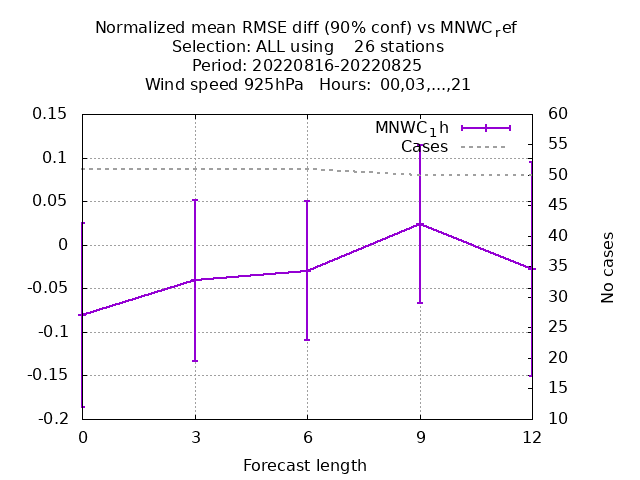 Normalized mean RMSE diff (90% conf) vs MNWCref
Selection: ALL using    26 stations
Period: 20220816-20220825
Wind speed 925hPa   Hours: 00,03,...,21
MNWC1h
Cases
0.15
0.1
0.05
0
-0.05
-0.1
-0.15
-0.2
60
55
50
45
40
35
30
25
20
15
10
No cases
0 3 6 9 12
Forecast length